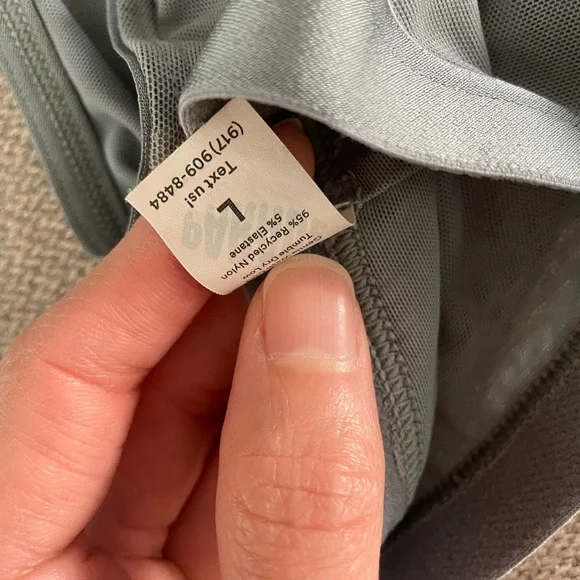 (917)909-8484
Text us!
L
95% Recycled Nylon
5% Elastane
Tumble Dry Low